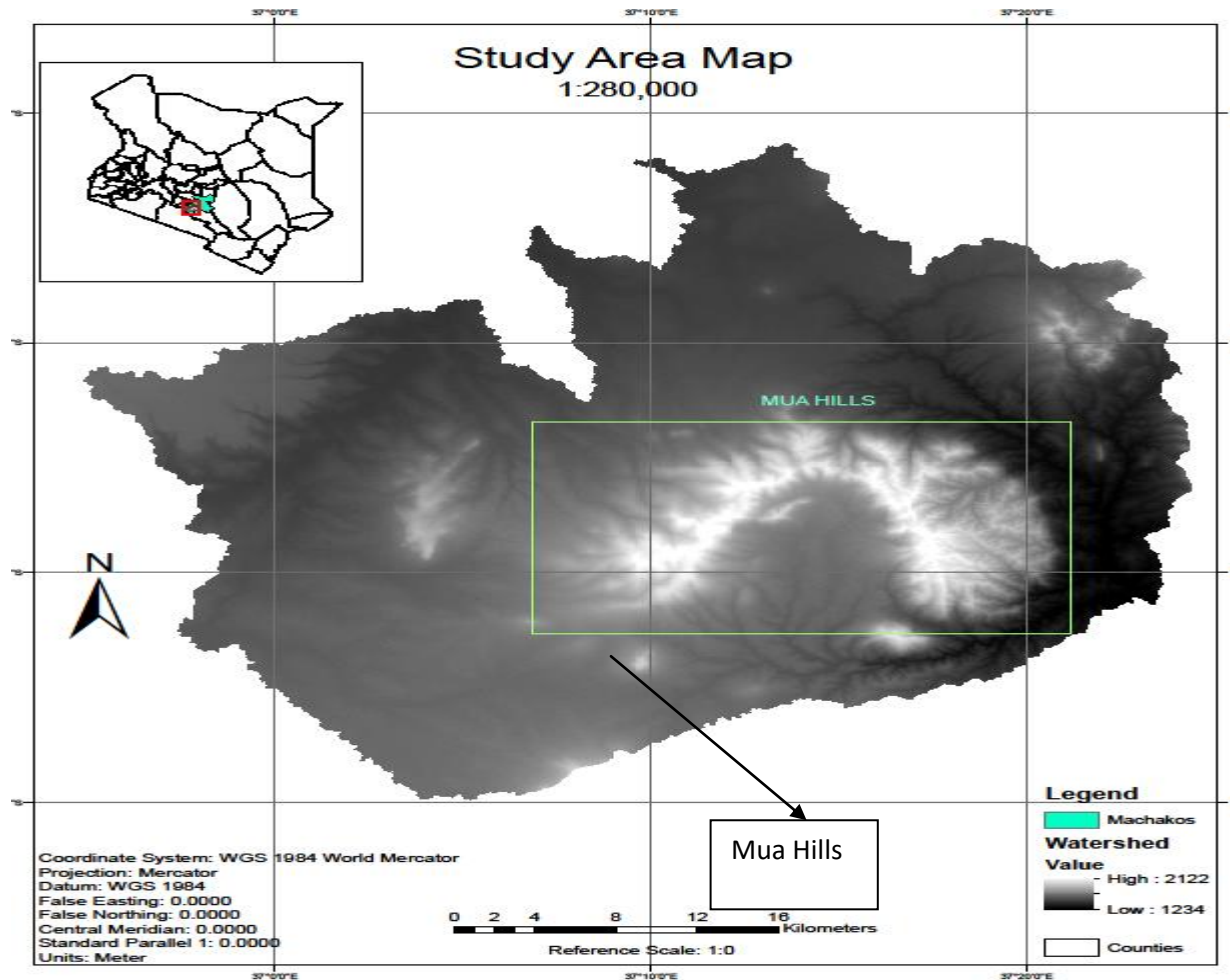 37°0'0"E 37°10'0"E 37°20'0"E
Study Area Map
1:280,000
MUA HILLS
N
Mua Hills
Legend
Machakos
Watershed
Value
High : 2122
Low : 1234
Counties
Coordinate System: WGS 1984 World Mercator
Projection: Mercator
Datum: WGS 1984
False Easting: 0.0000
False Northing: 0.0000
Central Meridian: 0.0000
Standard Parallel 1: 0.0000
Units: Meter
0 2 4 8 12 16
Kilometers
Reference Scale: 1:0
37°0'0"E 37°10'0"E 37°20'0"E